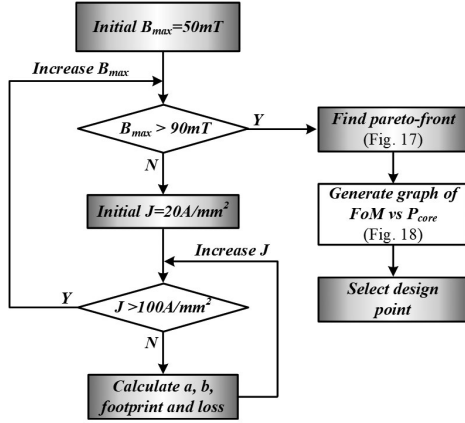 Initial Bmax=50mT
Increase Bmax
Bmax > 90mT
Y
N
Find pareto-front
(Fig. 17)
Initial J=20A/mm²
Generate graph of
FoM vs Pcore
(Fig. 18)
Increase J
J >100A/mm²
Y
N
Select design
point
Calculate a, b,
footprint and loss